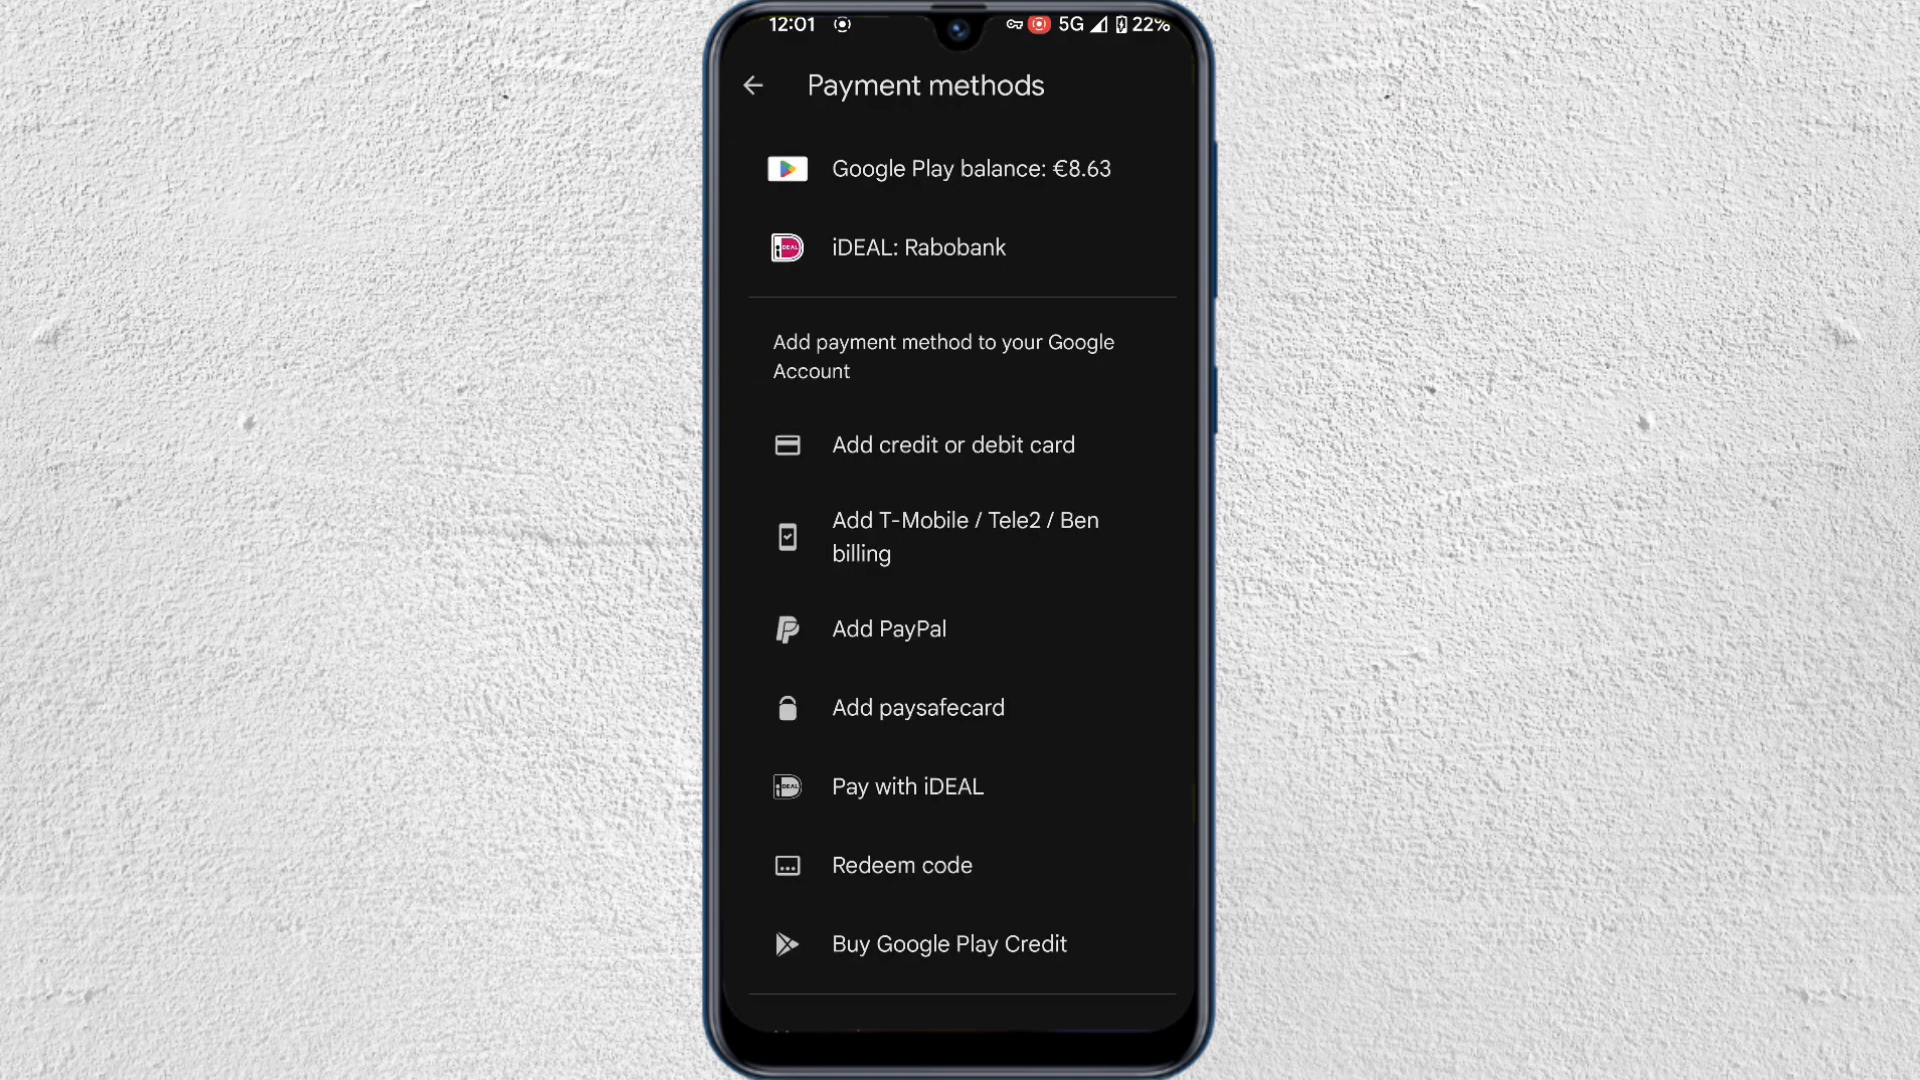 12:01 5G 22%
Payment methods
Google Play balance: €8.63
iDEAL iDEAL: Rabobank
Add payment method to your Google
Account
Add credit or debit card
Add T-Mobile / Tele2 / Ben
billing
Add PayPal
Add paysafecard
iDEAL Pay with iDEAL
Redeem code
Buy Google Play Credit